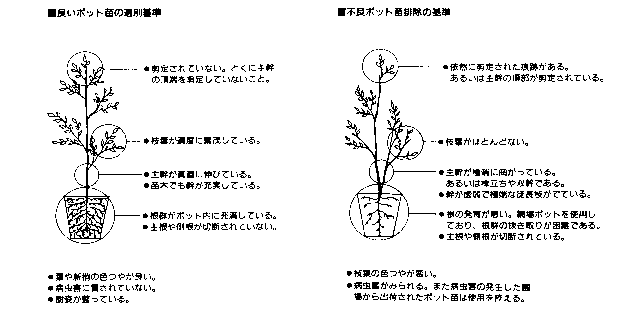 ■良いポット苗の選別基準
●剪定されていない。とくに主幹
の頂端を剪定していないこと。
●枝葉が適度に繁茂している。
●主幹が真直に伸びている。
●苗木でも幹が充実している。
●根群がポット内に充満している。
●主根や側根が切断されていない。
●葉や新梢の色つやが良い。
●病虫害に冒されていない。
●樹姿が整っている。
■不良ポット苗排除の基準
●依然に剪定された痕跡がある。
あるいは主幹の頂部が剪定されている。
●枝葉がほとんどない。
●主幹が極端に曲がっている。
あるいは株立ちや双幹である。
●幹が虚弱で極端な徒長枝がでている。
●根の発育が悪い。網場ポットを使用し
ており、根群の抜き取りが困難である。
●主根や側根が切断されている。
●枝葉の色つやが悪い。
●病虫害がみられる。また病虫害の発生した圃
場から出荷されたポット苗は使用を控える。